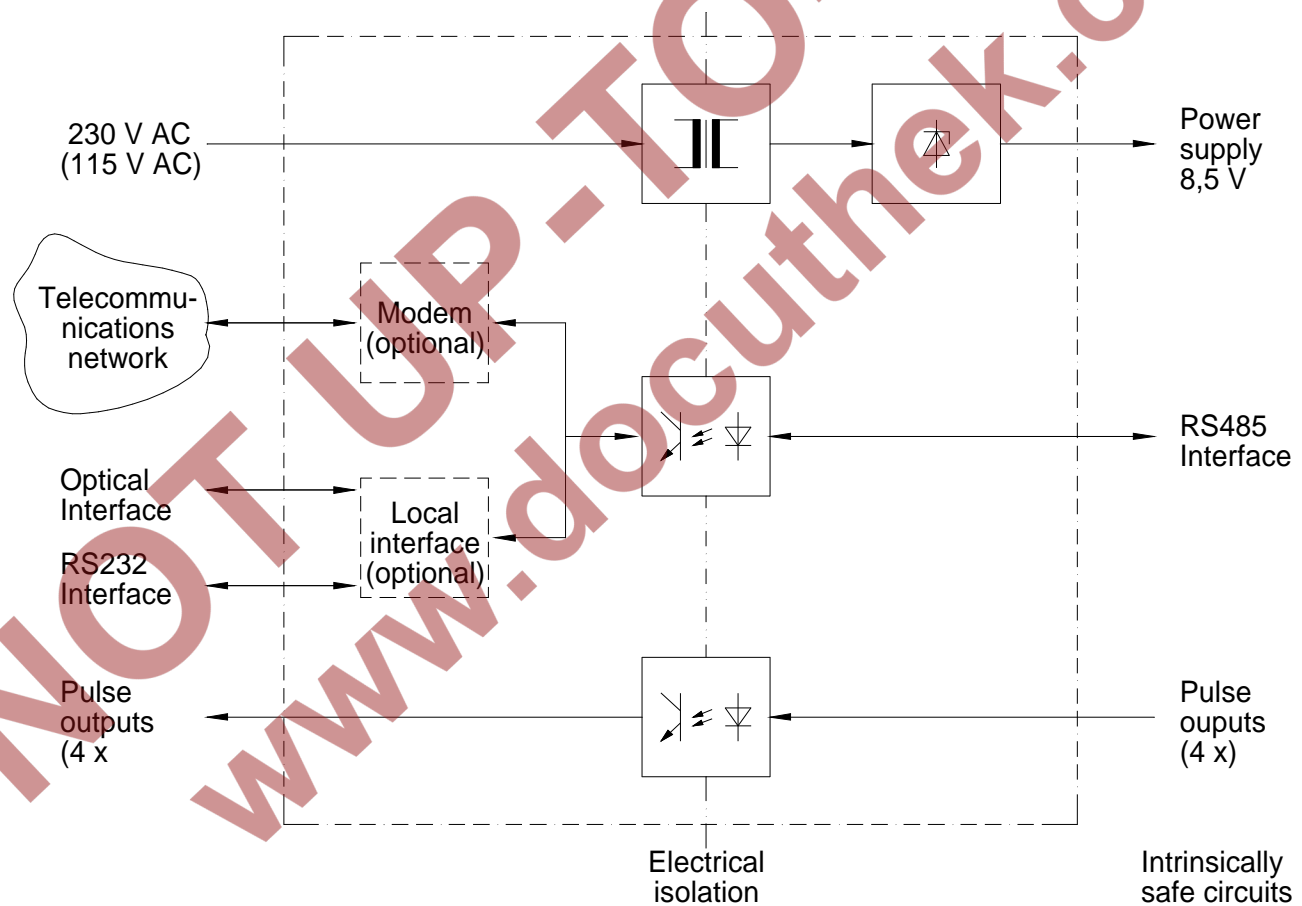 230 V AC
(115 V AC)
Power
supply
8,5 V
Telecommu-
nications
network
Modem
(optional)
RS485
Interface
Optical
Interface
Local
interface
(optional)
RS232
Interface
Pulse
outputs
(4 x
Pulse
ouputs
(4 x)
Electrical
isolation
Intrinsically
safe circuits
NOT UP-TO-
www.docuthek.c